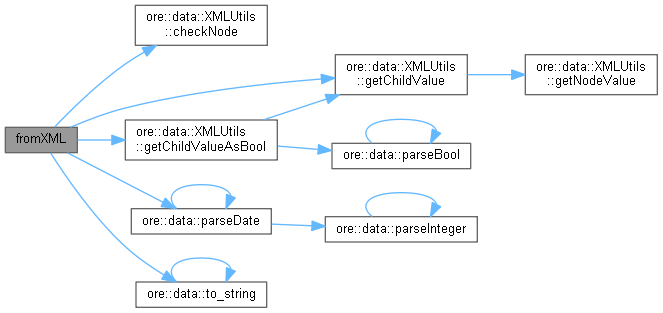 ore::data::XMLUtils
::checkNode
ore::data::XMLUtils
::getChildValue
ore::data::XMLUtils
::getNodeValue
fromXML
ore::data::XMLUtils
::getChildValueAsBool
ore::data::parseBool
ore::data::parseDate
ore::data::parseInteger
ore::data::to_string